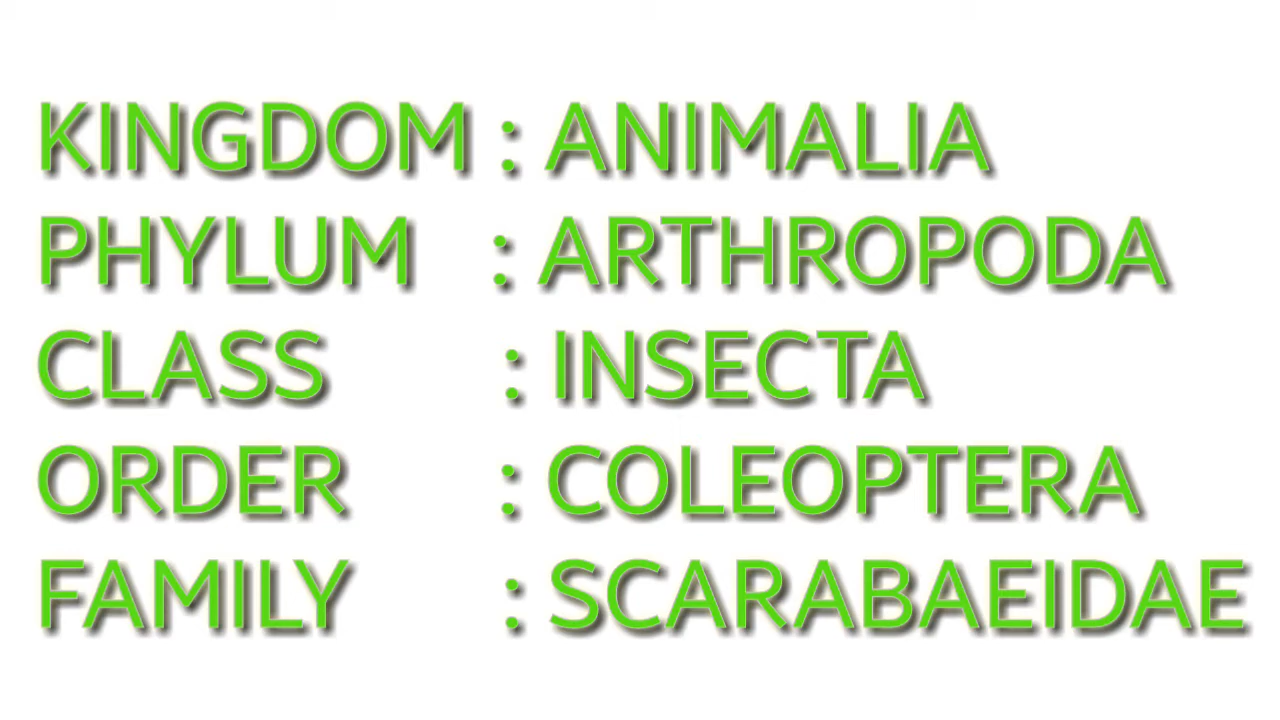 KINGDOM : ANIMALIA
PHYLUM : ARTHROPODA
CLASS : INSECTA
ORDER : COLEOPTERA
FAMILY : SCARABAEIDAE